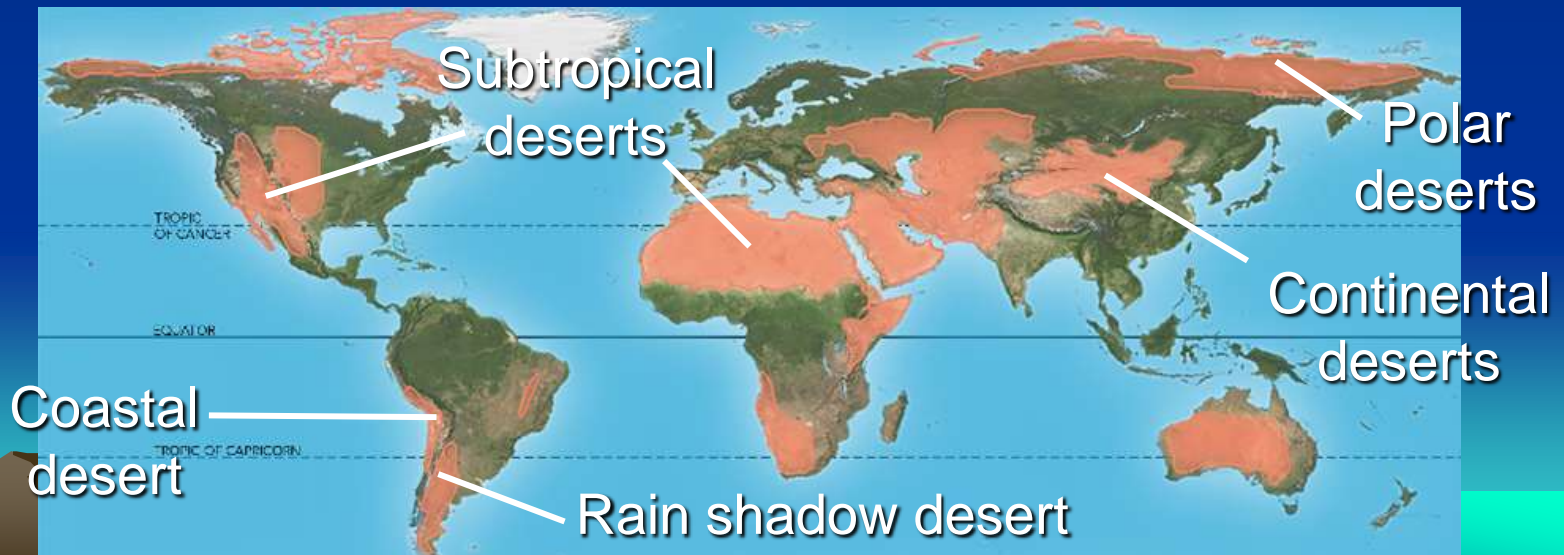 Subtropical
deserts
Polar
deserts
TROPIC
OF CANCER
Continental
deserts
EQUATOR
Coastal
desert
TROPIC OF CAPRICORN
Rain shadow desert